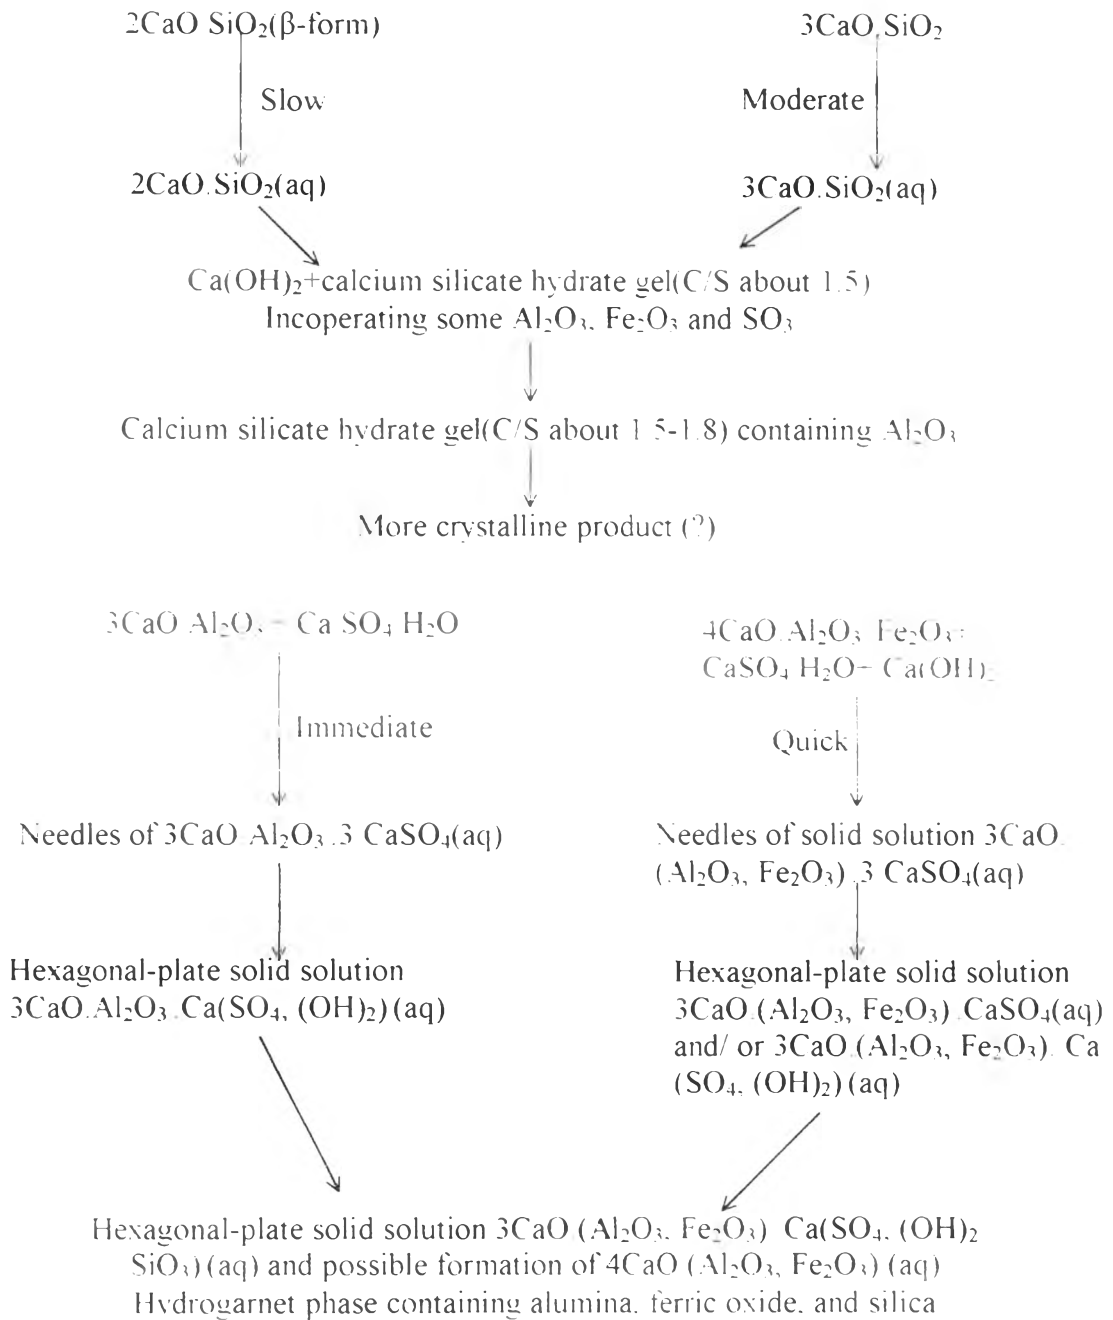 2CaO SiO₂(β-form)
3CaO.SiO₂
Slow
Moderate
2CaO.SiO₂(aq)
3CaO.SiO₂(aq)
Ca(OH)₂+calcium silicate hydrate gel(C/S about 1.5)
Incoperating some Al₂O₃, Fe₂O₃ and SO₃
Calcium silicate hydrate gel(C/S about 1.5-1.8) containing Al₂O₃
More crystalline product (?)
3CaO Al₂O₃ - Ca SO₄ H₂O
4CaO.Al₂O₃ Fe₂O₃+
CaSO₄ H₂O- Ca(OH)₂
Immediate
Quick
Needles of 3CaO Al₂O₃ .3 CaSO₄(aq)
Needles of solid solution 3CaO.
(Al₂O₃, Fe₂O₃) .3 CaSO₄(aq)
Hexagonal-plate solid solution
3CaO.Al₂O₃ .Ca(SO₄, (OH)₂) (aq)
Hexagonal-plate solid solution
3CaO.(Al₂O₃, Fe₂O₃) .CaSO₄(aq)
and/ or 3CaO.(Al₂O₃, Fe₂O₃). Ca
(SO₄, (OH)₂) (aq)
Hexagonal-plate solid solution 3CaO.(Al₂O₃, Fe₂O₃) Ca(SO₄, (OH)₂
SiO₃) (aq) and possible formation of 4CaO (Al₂O₃, Fe₂O₃) (aq)
Hydrogarnet phase containing alumina, ferric oxide, and silica